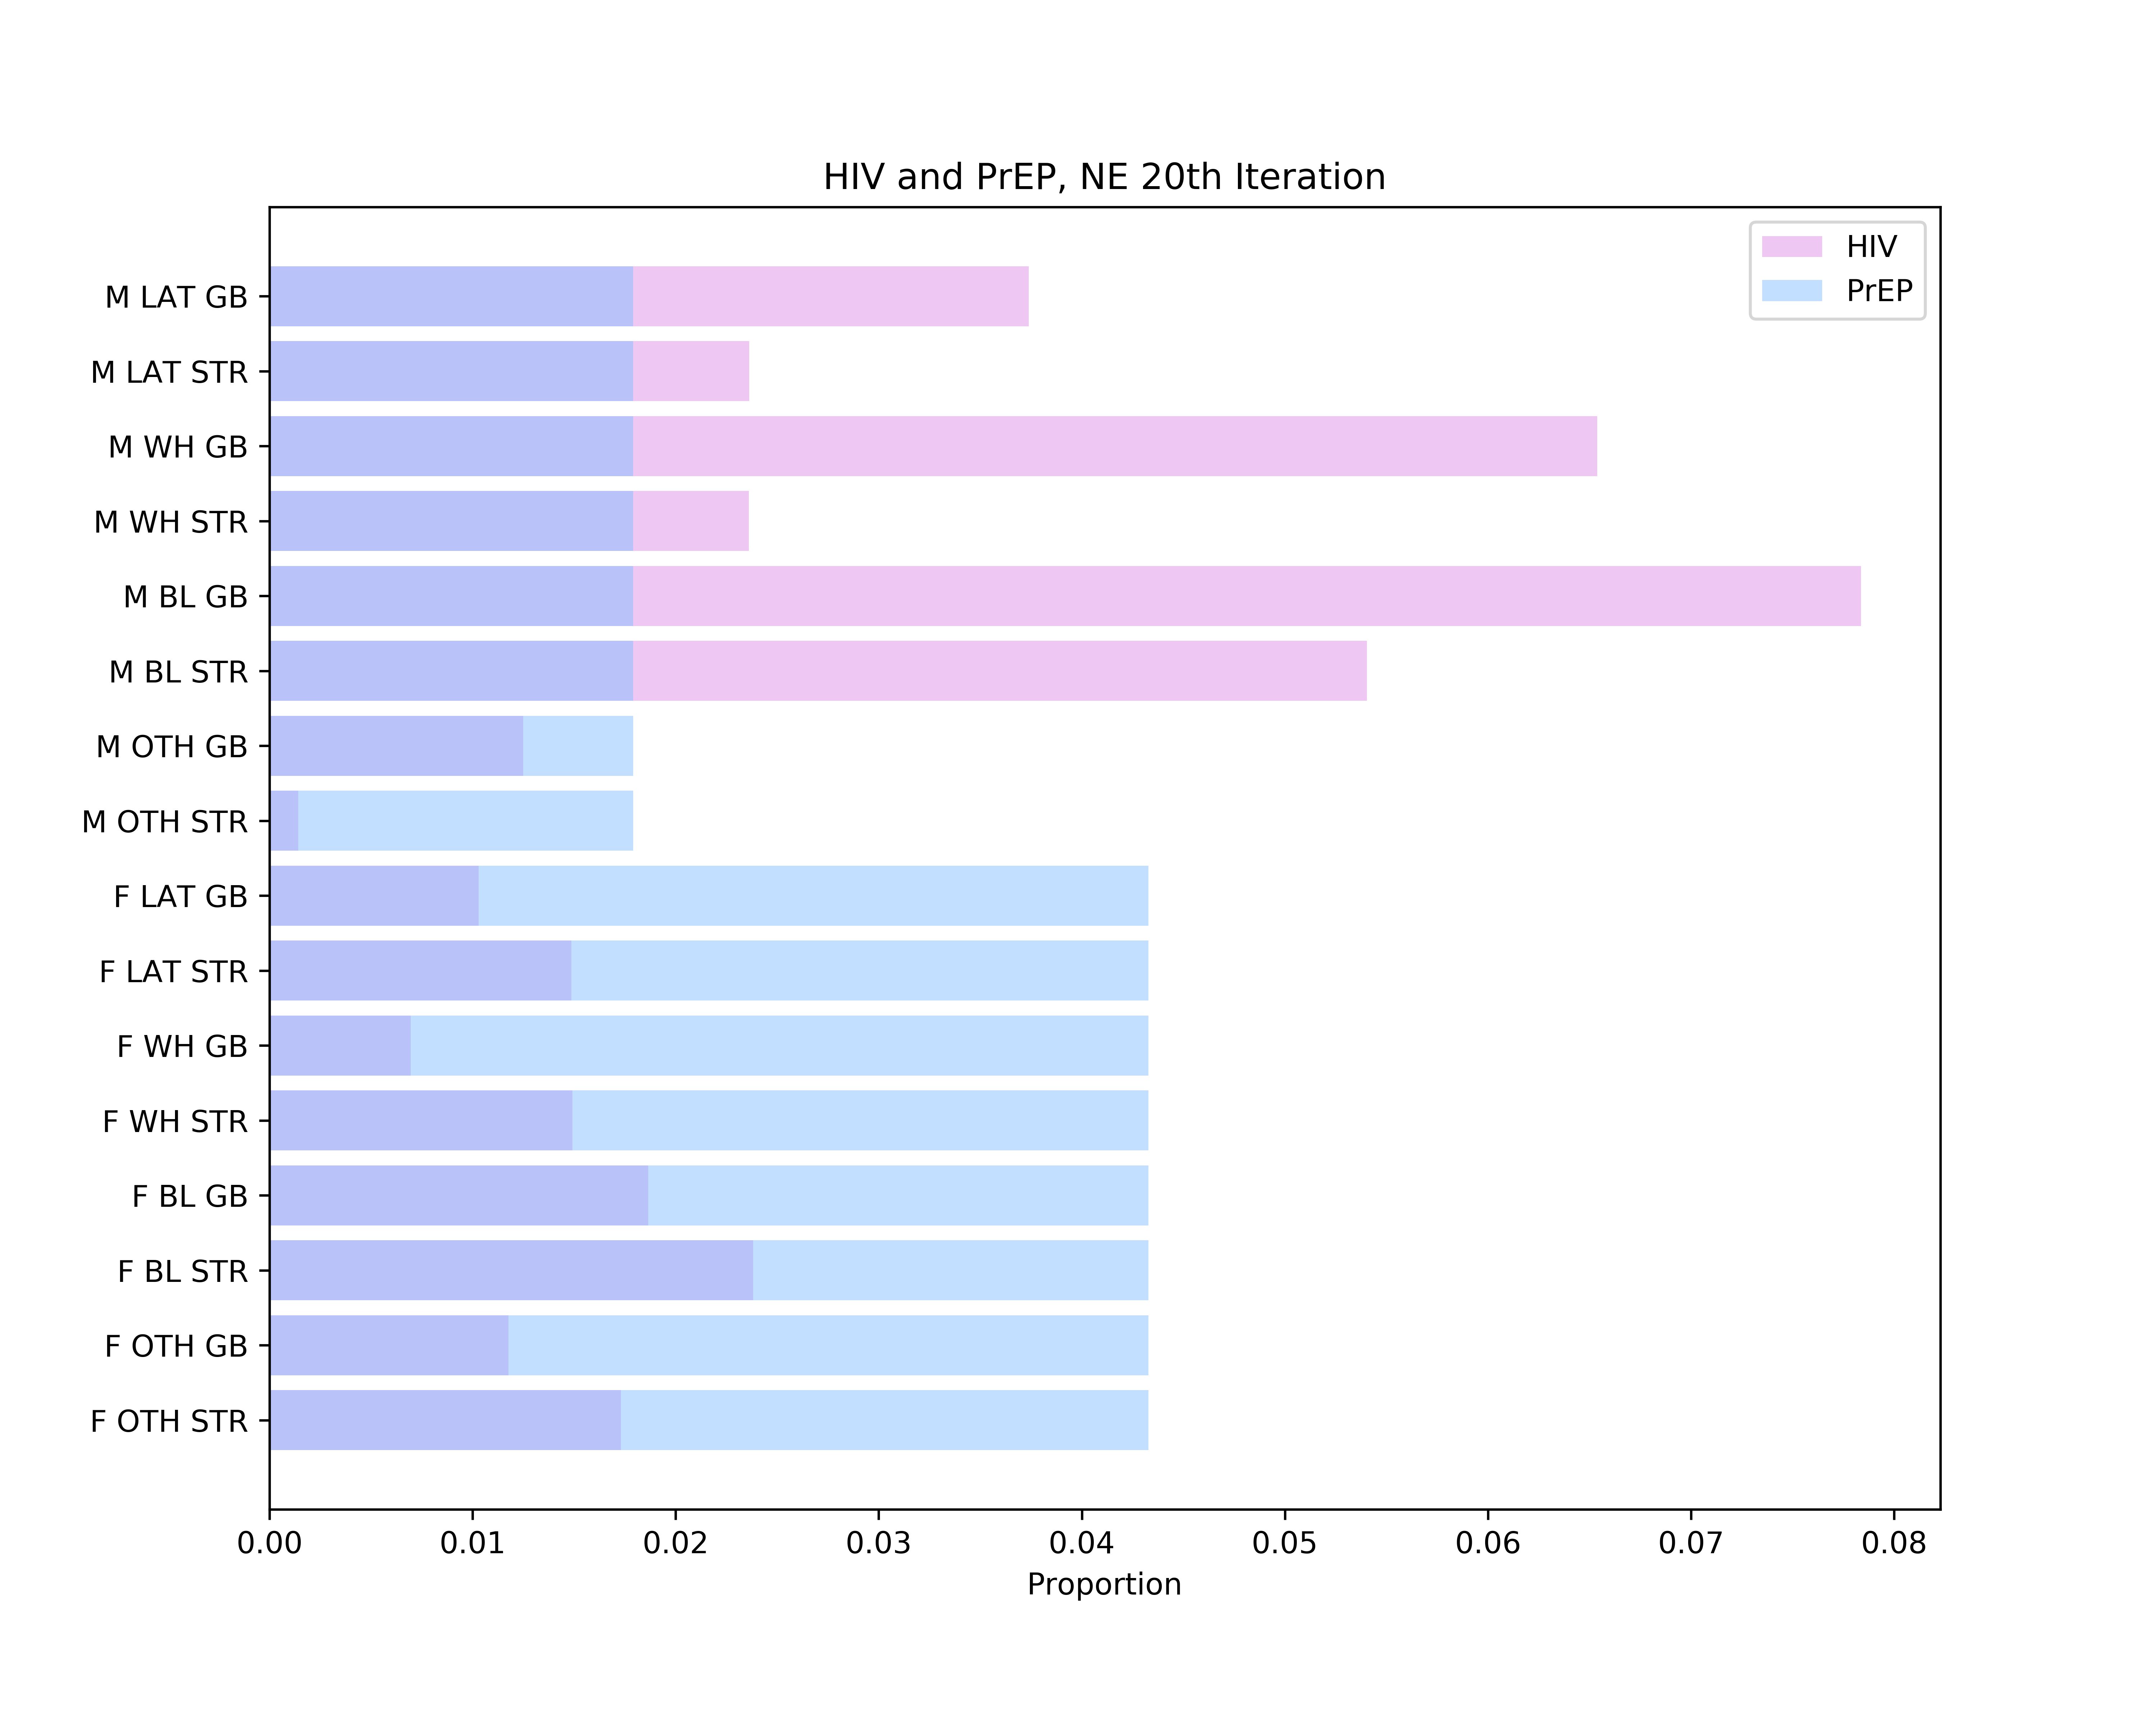 HIV and PrEP, NE 20th Iteration
HIV
PrEP
M LAT GB
M LAT STR
M WH GB
M WH STR
M BL GB
M BL STR
M OTH GB
M OTH STR
F LAT GB
F LAT STR
F WH GB
F WH STR
F BL GB
F BL STR
F OTH GB
F OTH STR
0.00 0.01 0.02 0.03 0.04 0.05 0.06 0.07 0.08
Proportion